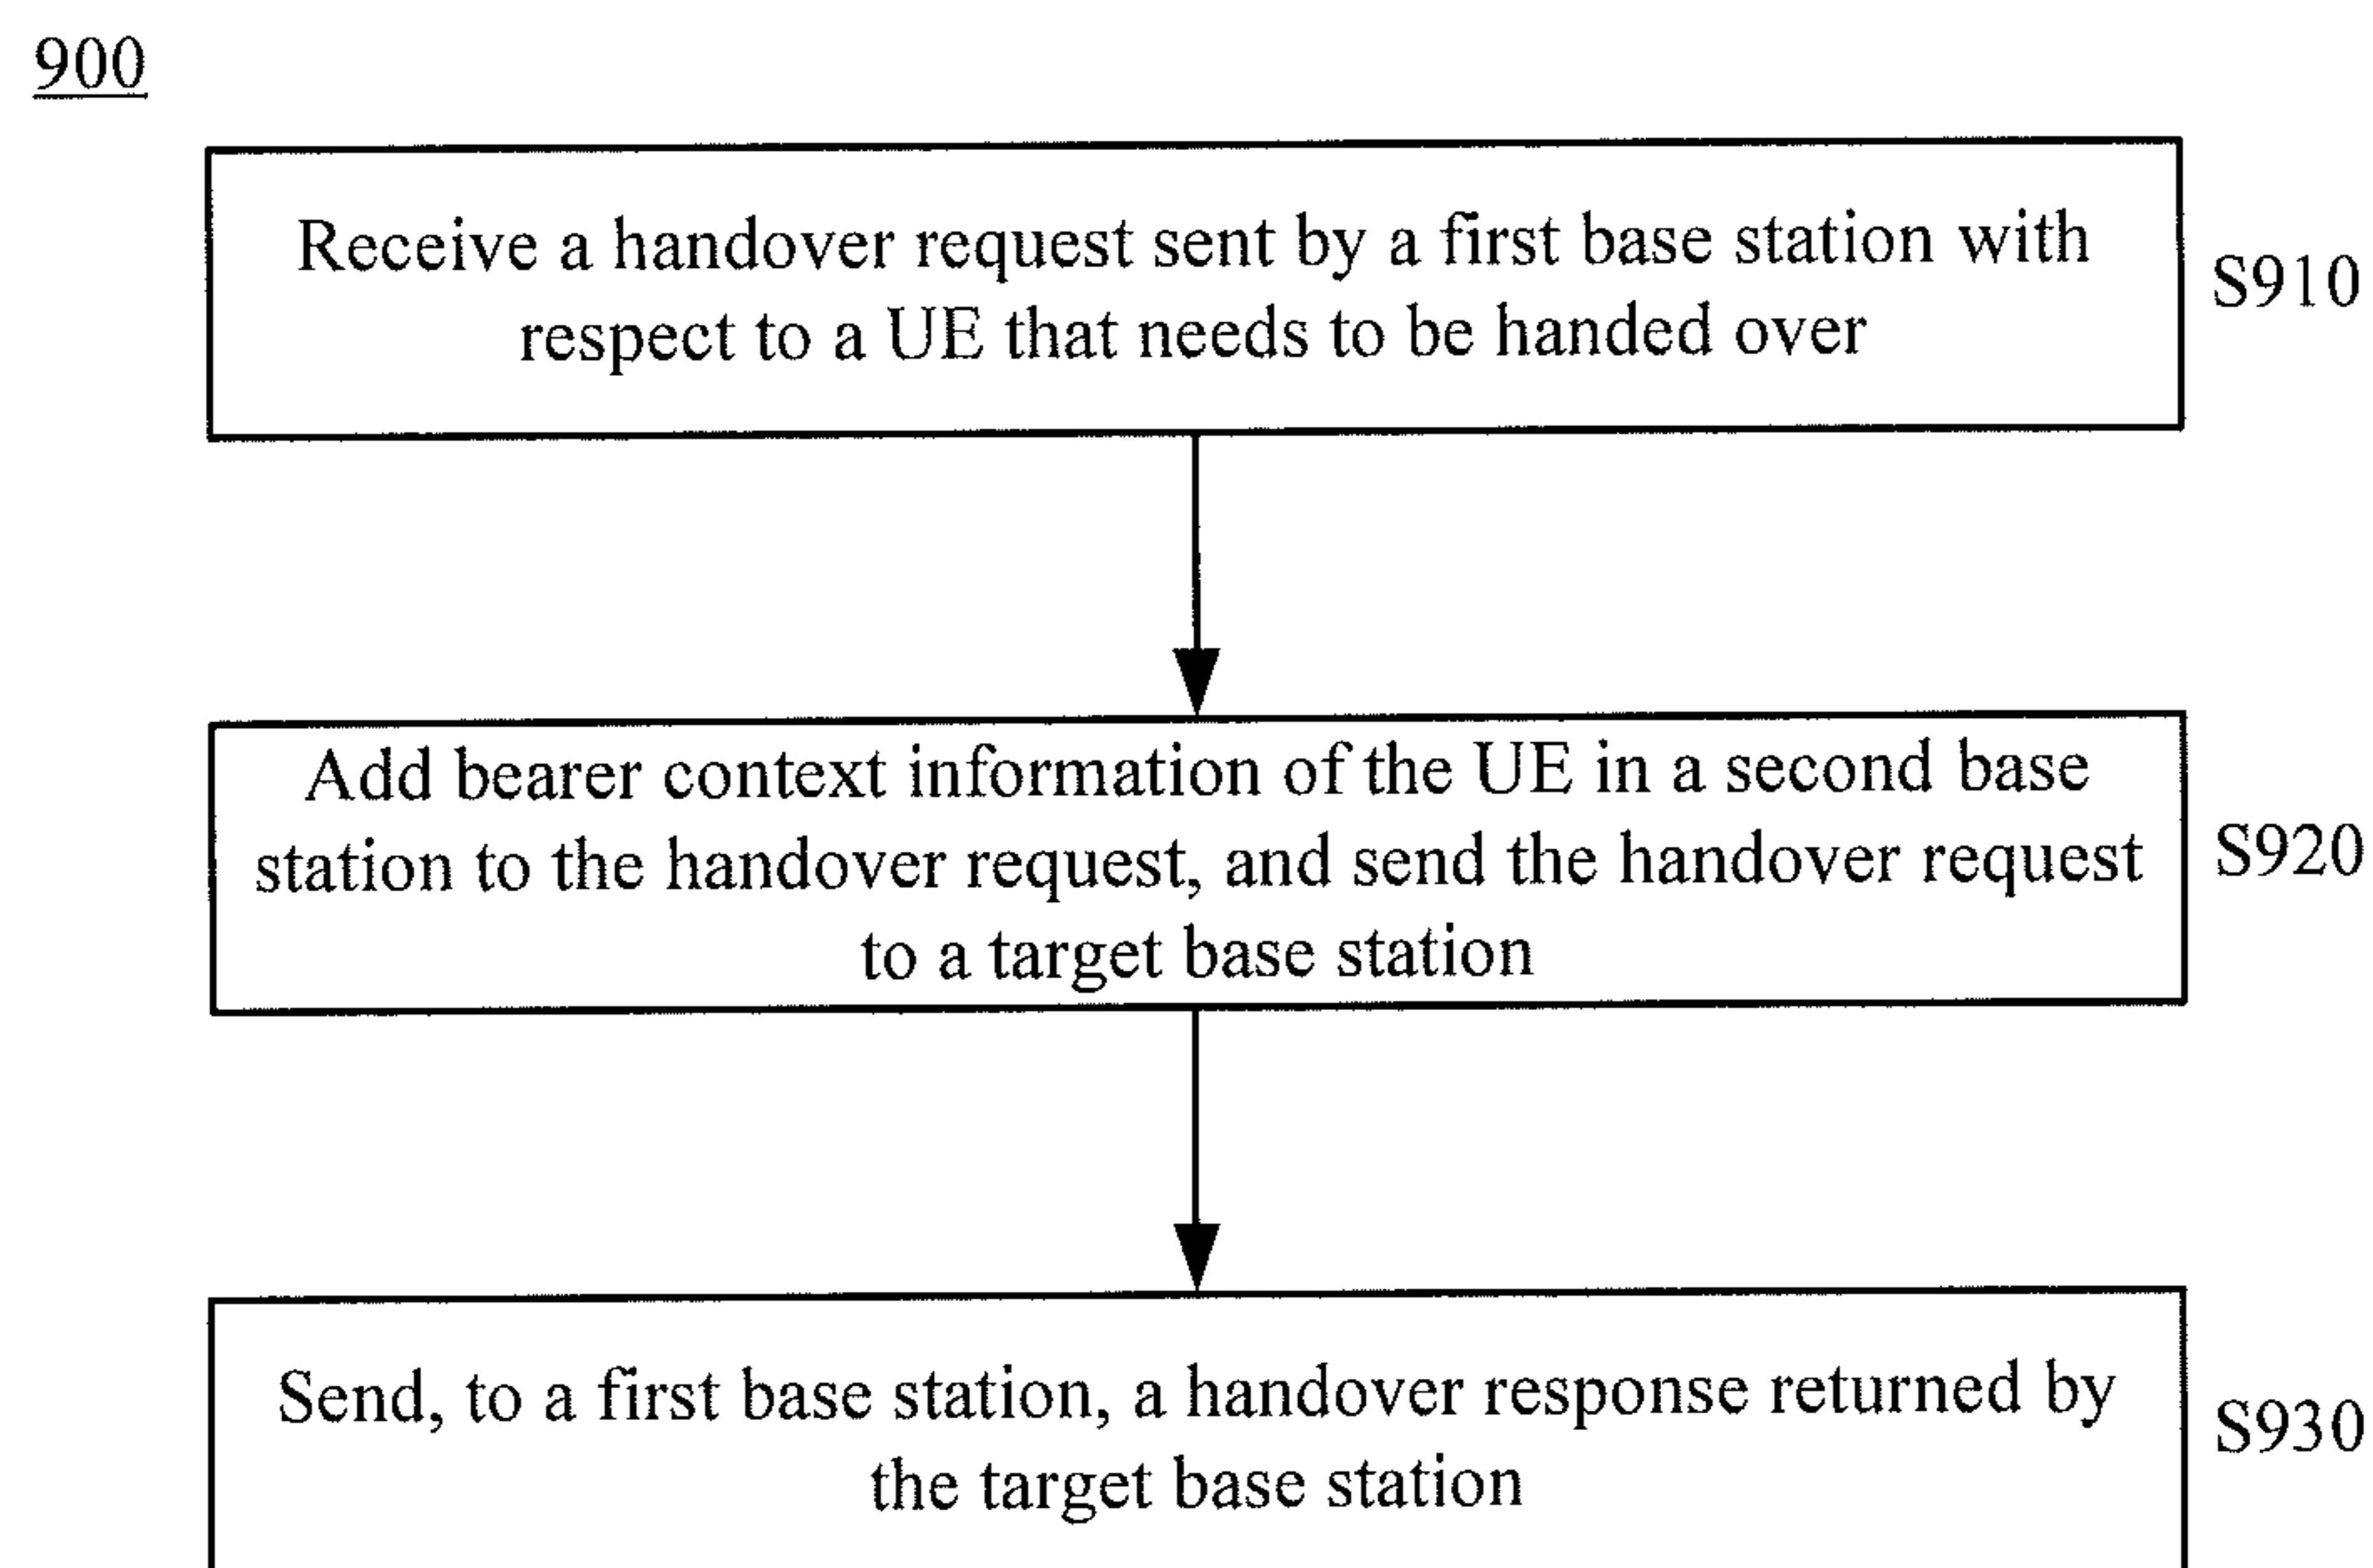 900
Receive a handover request sent by a first base station with
respect to a UE that needs to be handed over
S910
Add bearer context information of the UE in a second base
station to the handover request, and send the handover request
to a target base station
S920
Send, to a first base station, a handover response returned by
the target base station
S930